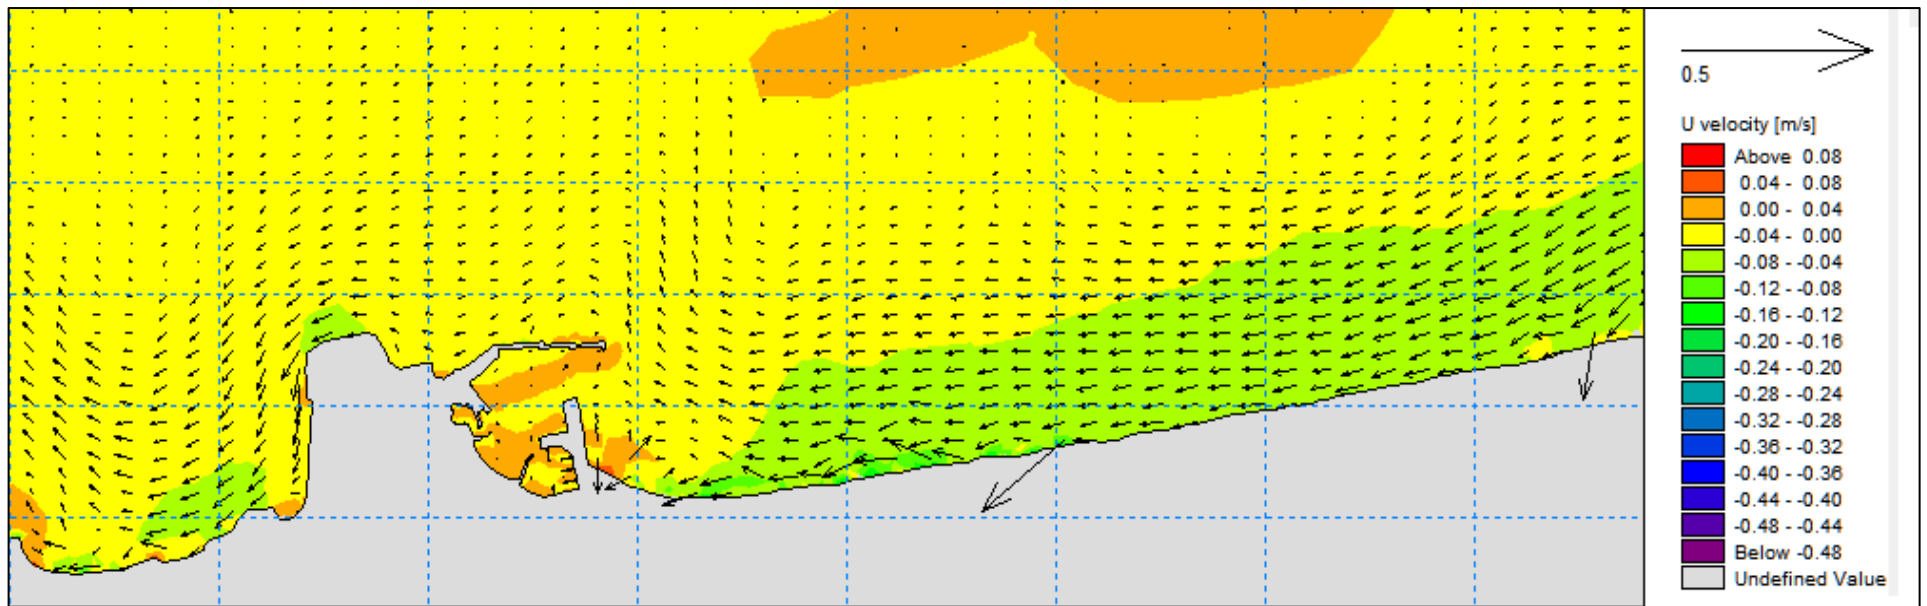 0.5
U velocity [m/s]
Above 0.08
0.04 - 0.08
0.00 - 0.04
-0.04 - 0.00
-0.08 - -0.04
-0.12 - -0.08
-0.16 - -0.12
-0.20 - -0.16
-0.24 - -0.20
-0.28 - -0.24
-0.32 - -0.28
-0.36 - -0.32
-0.40 - -0.36
-0.44 - -0.40
-0.48 - -0.44
Below -0.48
Undefined Value